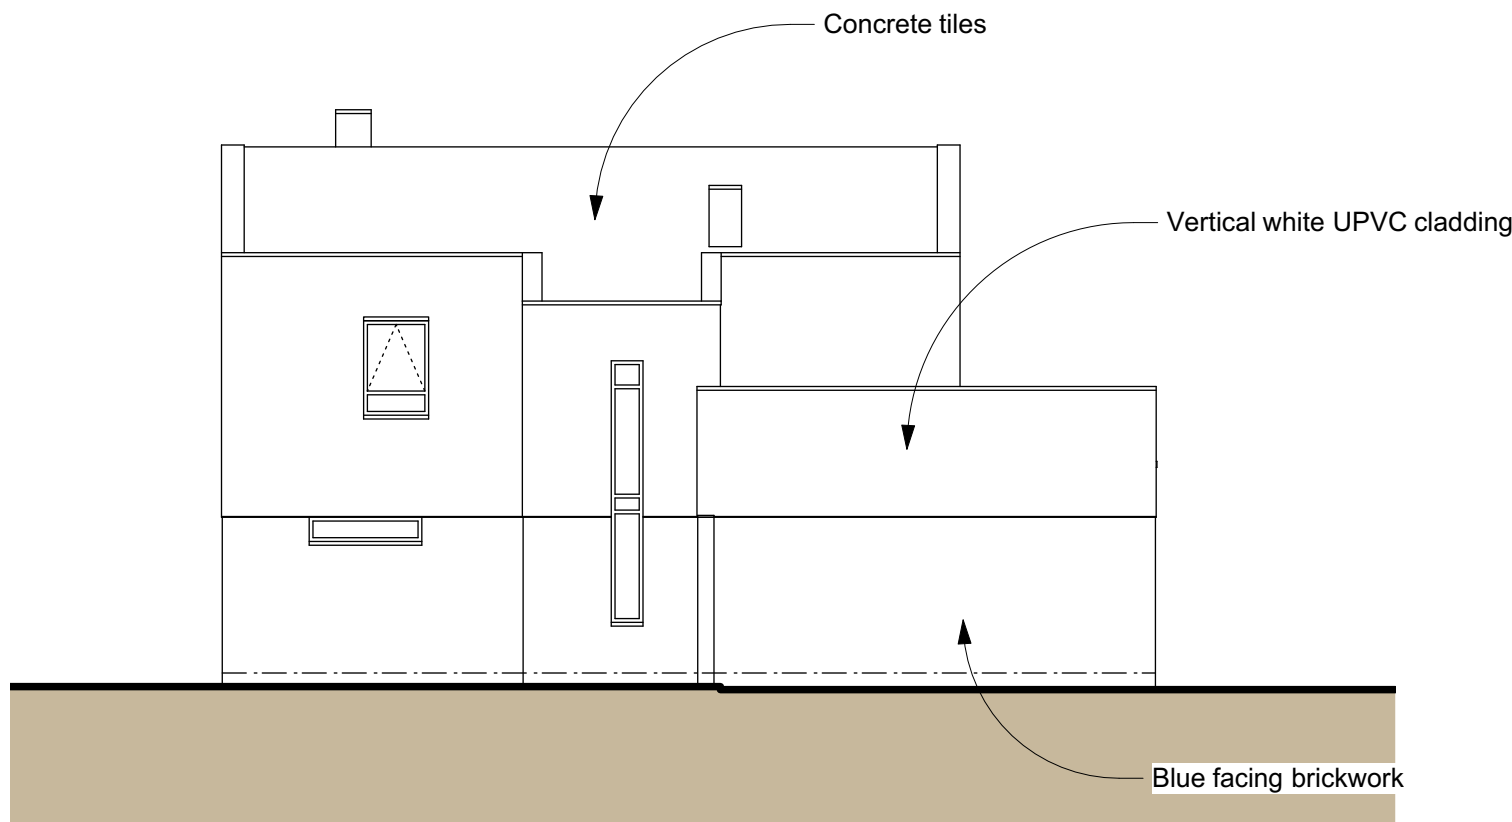 Concrete tiles
Vertical white UPVC cladding
Blue facing brickwork